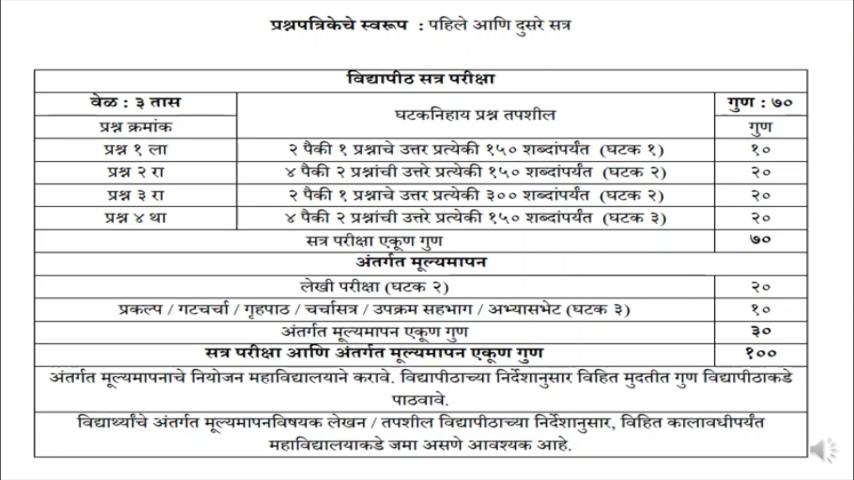 प्रश्नपत्रिकेचे स्वरूप : पहिले आणि दुसरे सत्र
विद्यापीठ सत्र परीक्षा
वेळ : ३ तास घटकनिहाय प्रश्न तपशील गुण : ७०
प्रश्न क्रमांक गुण
प्रश्न १ ला २ पैकी १ प्रश्नाचे उत्तर प्रत्येकी १५० शब्दांपर्यंत (घटक १) १०
प्रश्न २ रा ४ पैकी २ प्रश्नांची उत्तरे प्रत्येकी १५० शब्दांपर्यंत (घटक २) २०
प्रश्न ३ रा २ पैकी १ प्रश्नाचे उत्तर प्रत्येकी ३०० शब्दांपर्यंत (घटक २) २०
प्रश्न ४ था ४ पैकी २ प्रश्नांची उत्तरे प्रत्येकी १५० शब्दांपर्यंत (घटक ३) २०
सत्र परीक्षा एकूण गुण ७०
अंतर्गत मूल्यमापन
लेखी परीक्षा (घटक २) २०
प्रकल्प / गटचर्चा / गृहपाठ / चर्चासत्र / उपक्रम सहभाग / अभ्यासभेट (घटक ३) १०
अंतर्गत मूल्यमापन एकूण गुण ३०
सत्र परीक्षा आणि अंतर्गत मूल्यमापन एकूण गुण १००
अंतर्गत मूल्यमापनाचे नियोजन महाविद्यालयाने करावे. विद्यापीठाच्या निर्देशानुसार विहित मुदतीत गुण विद्यापीठाकडे
पाठवावे.
विद्यार्थ्यांचे अंतर्गत मूल्यमापनविषयक लेखन / तपशील विद्यापीठाच्या निर्देशानुसार, विहित कालावधीपर्यंत
महाविद्यालयाकडे जमा असणे आवश्यक आहे.